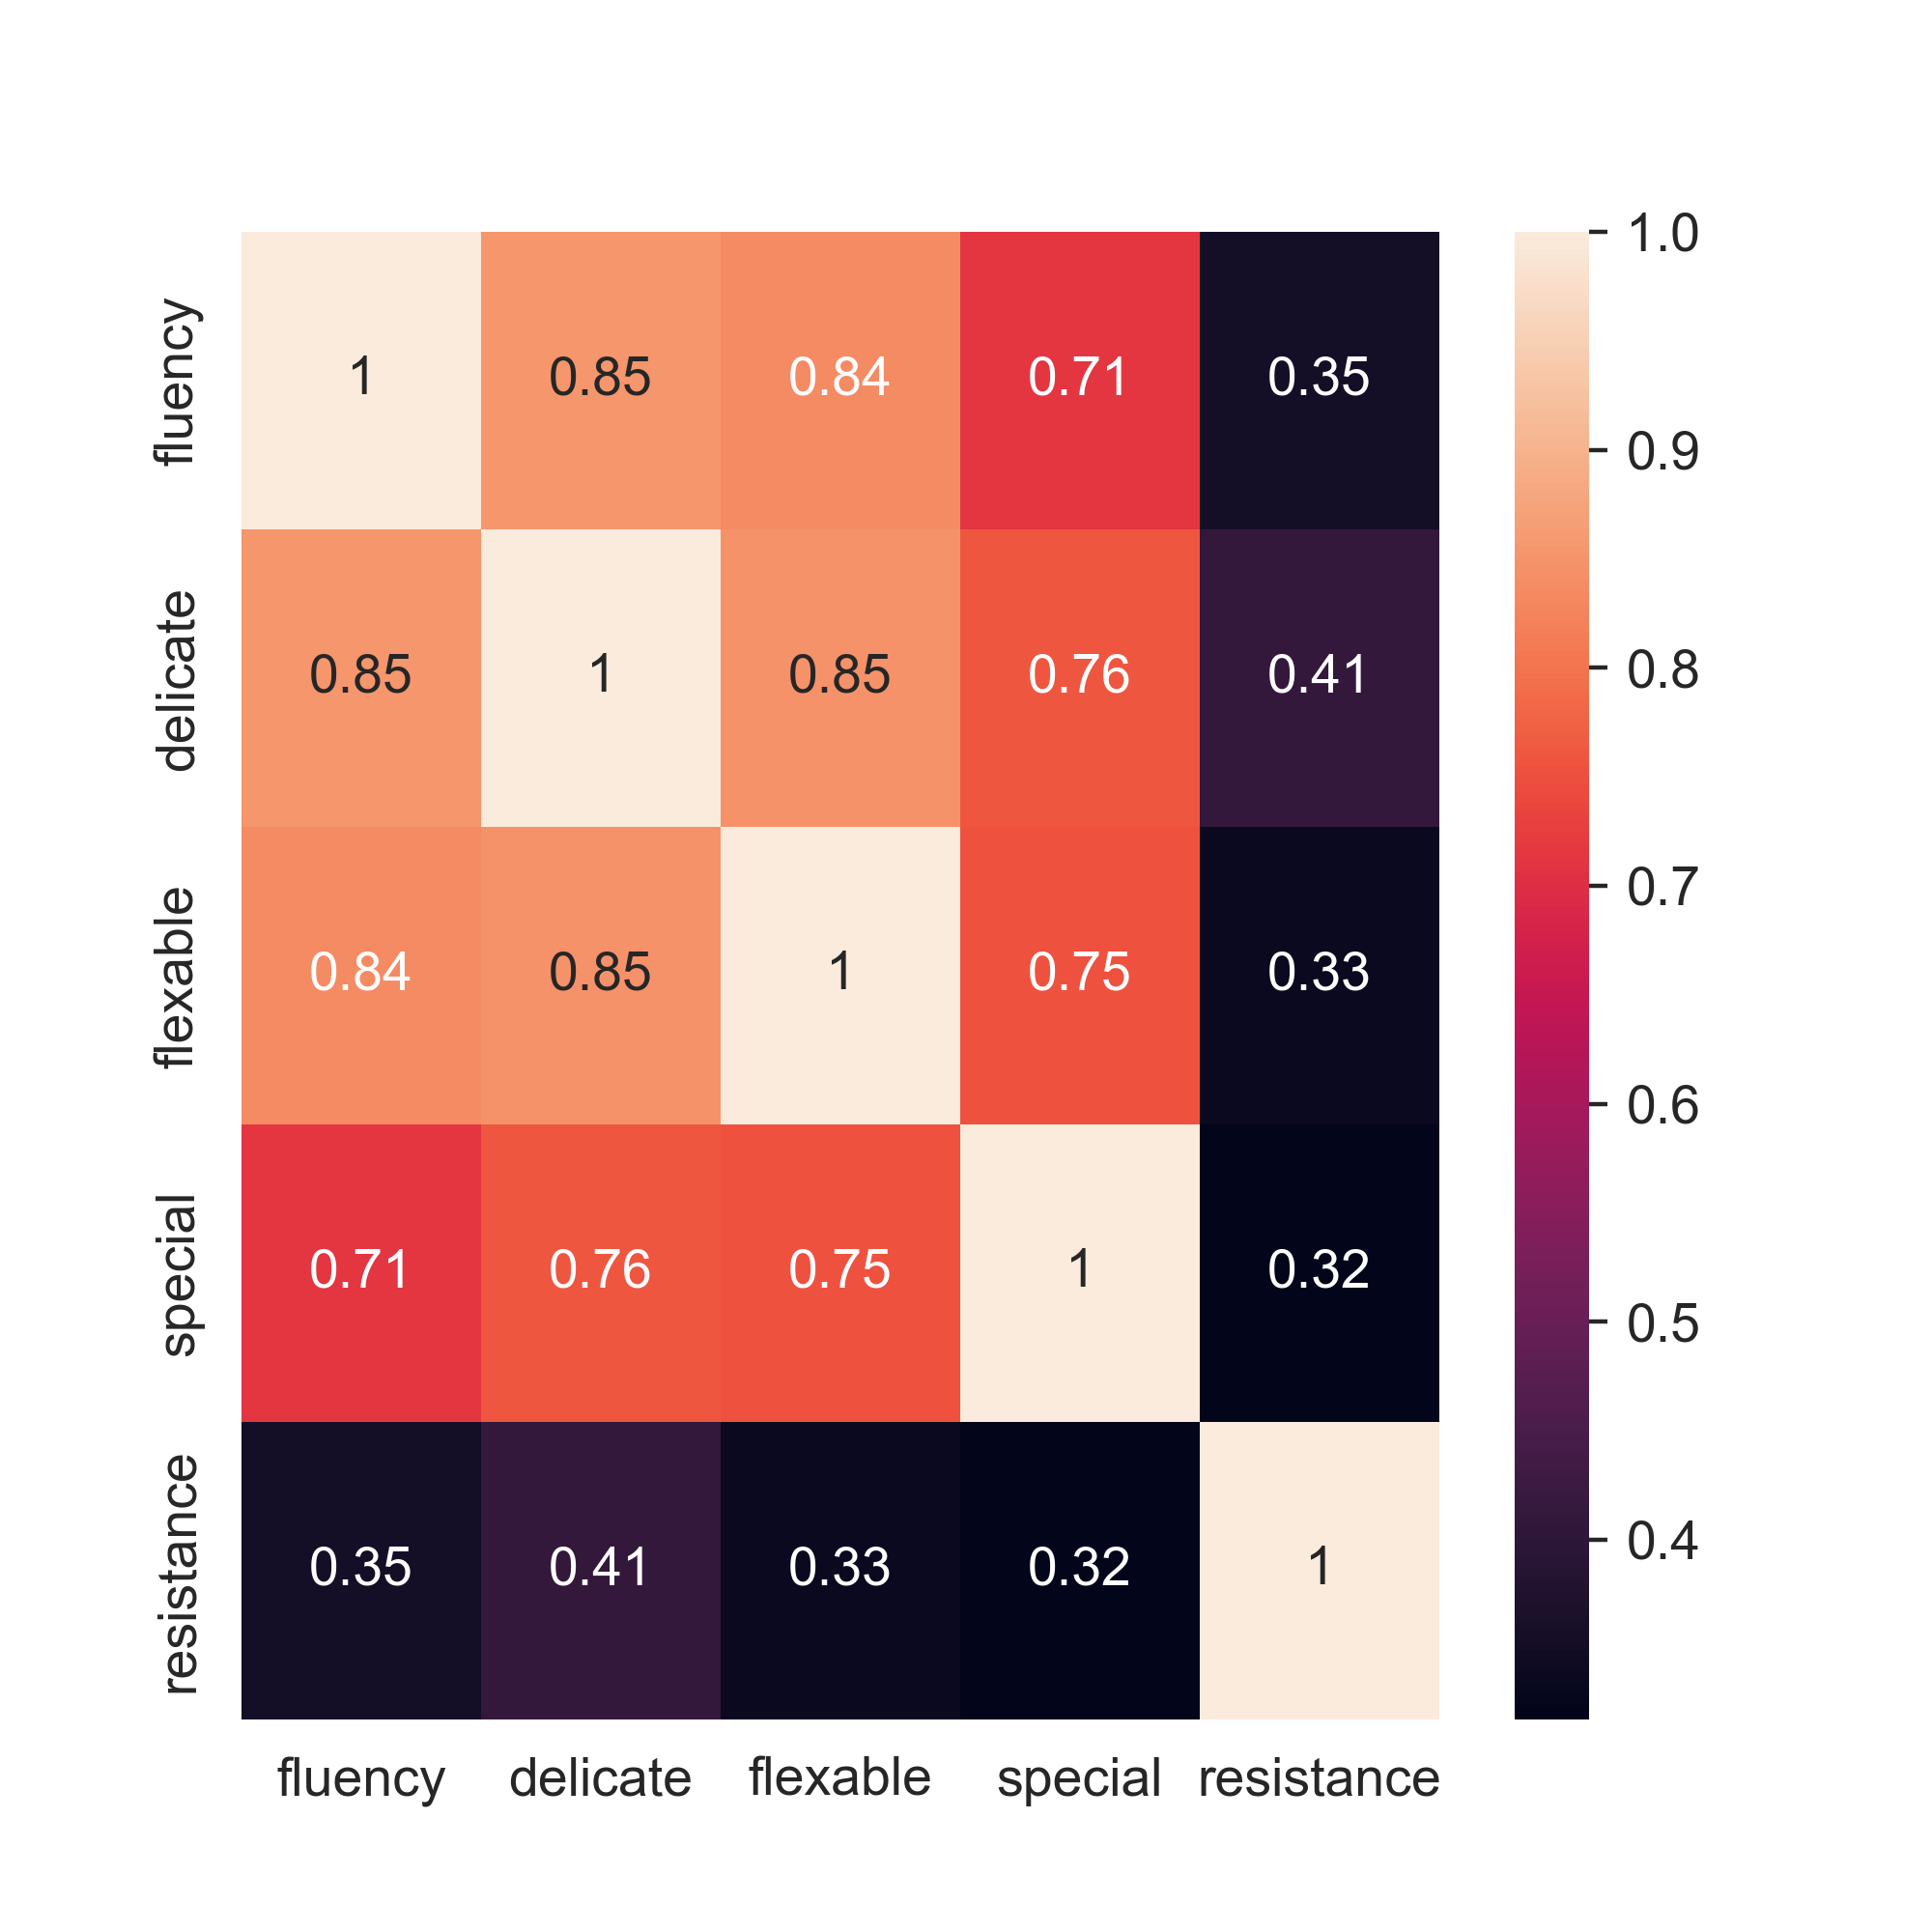 fluency 1 0.85 0.84 0.71 0.35
delicate 0.85 1 0.85 0.76 0.41
flexable 0.84 0.85 1 0.75 0.33
special 0.71 0.76 0.75 1 0.32
resistance 0.35 0.41 0.33 0.32 1
fluency delicate flexable special resistance
1.0
0.9
0.8
0.7
0.6
0.5
0.4